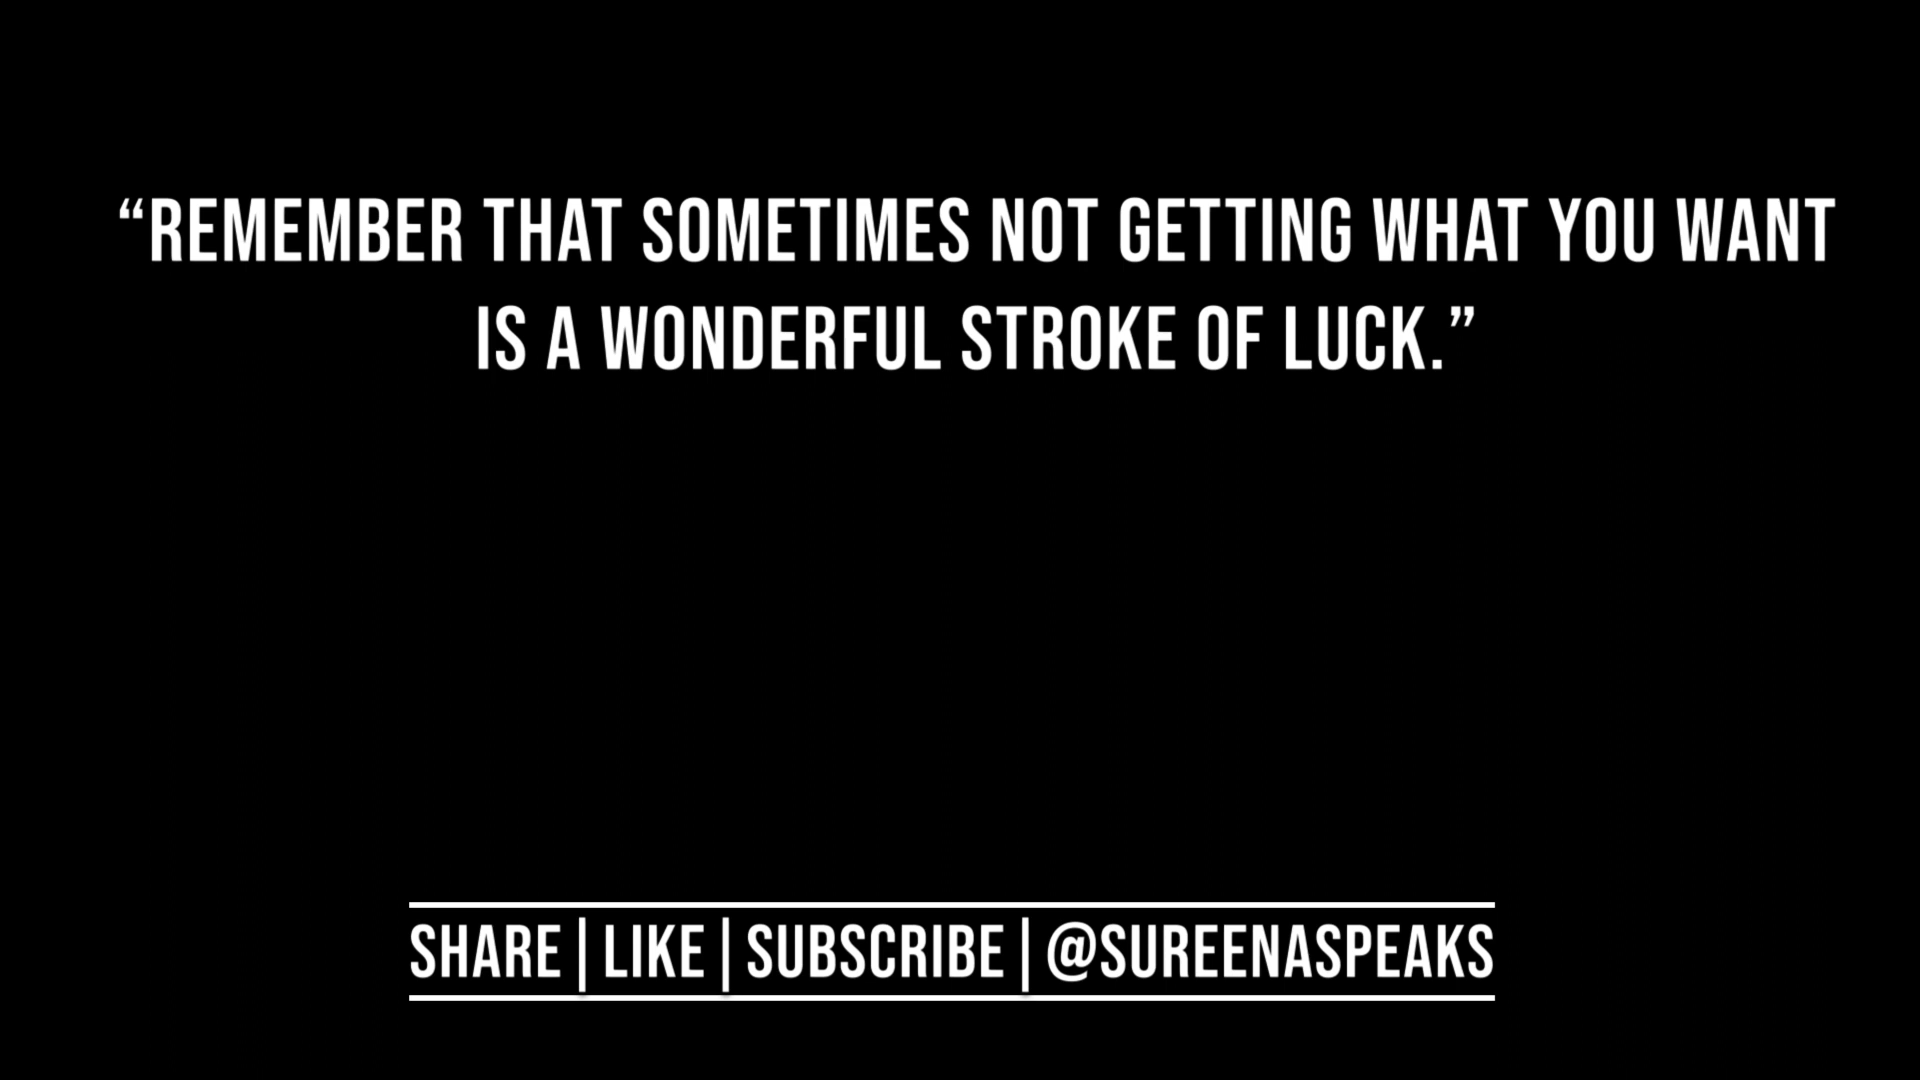 “REMEMBER THAT SOMETIMES NOT GETTING WHAT YOU WANT
IS A WONDERFUL STROKE OF LUCK.”
SHARE | LIKE | SUBSCRIBE | @SUREENASPEAKS